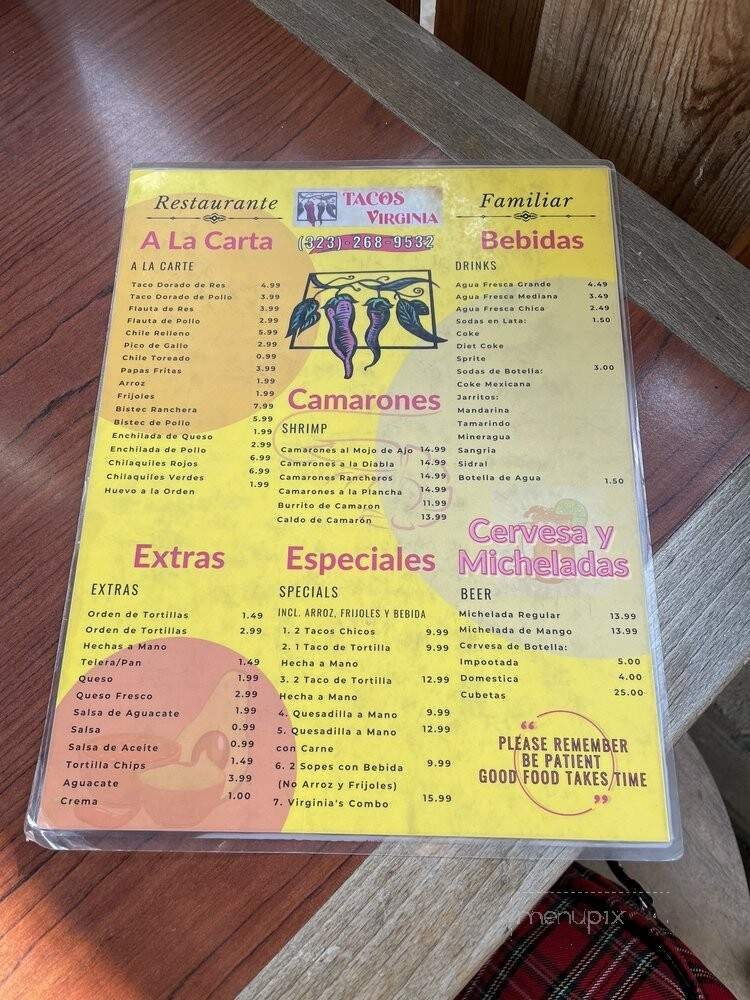 Restaurante
TACOS
VIRGINIA
Familiar
(323)-268-9532
A La Carta
A LA CARTE
Taco Dorado de Res 4.99
Taco Dorado de Pollo 3.99
Flauta de Res 3.99
Flauta de Pollo 2.99
Chile Relleno 5.99
Pico de Gallo 2.99
Chile Toreado 0.99
Papas Fritas 3.99
Arroz 1.99
Frijoles 1.99
Bistec Ranchera 7.99
Bistec de Pollo 5.99
Enchilada de Queso 1.99
Enchilada de Pollo 2.99
Chilaquiles Rojos 6.99
Chilaquiles Verdes 6.99
Huevo a la Orden 1.99
Camarones
SHRIMP
Camarones al Mojo de Ajo 14.99
Camarones a la Diabla 14.99
Camarones Rancheros 14.99
Camarones a la Plancha 14.99
Burrito de Camaron 11.99
Caldo de Camarón 13.99
Bebidas
DRINKS
Agua Fresca Grande 4.49
Agua Fresca Mediana 3.49
Agua Fresca Chica 2.49
Sodas en Lata: 1.50
Coke
Diet Coke
Sprite
Sodas de Botella: 3.00
Coke Mexicana
Jarritos:
Mandarina
Tamarindo
Mineragua
Sangria
Sidral
Botella de Agua 1.50
Extras
EXTRAS
Orden de Tortillas 1.49
Orden de Tortillas 2.99
Hechas a Mano
Telera/Pan 1.49
Queso 1.99
Queso Fresco 2.99
Salsa de Aguacate 1.99
Salsa 0.99
Salsa de Aceite 0.99
Tortilla Chips 1.49
Aguacate 3.99
Crema 1.00
Especiales
SPECIALS
INCL. ARROZ, FRIJOLES Y BEBIDA
1. 2 Tacos Chicos 9.99
2. 1 Taco de Tortilla 9.99
Hecha a Mano
3. 2 Taco de Tortilla 12.99
Hecha a Mano
4. Quesadilla a Mano 9.99
5. Quesadilla a Mano 12.99
con Carne
6. 2 Sopes con Bebida 9.99
(No Arroz y Frijoles)
7. Virginia's Combo 15.99
Cervesa y
Micheladas
BEER
Michelada Regular 13.99
Michelada de Mango 13.99
Cervesa de Botella:
Impootada 5.00
Domestica 4.00
Cubetas 25.00
“
PLEASE REMEMBER
BE PATIENT
GOOD FOOD TAKES TIME
”
menupix